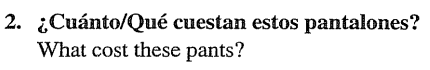 2. ¿Cuánto/Qué cuestan estos pantalones?
What cost these pants?